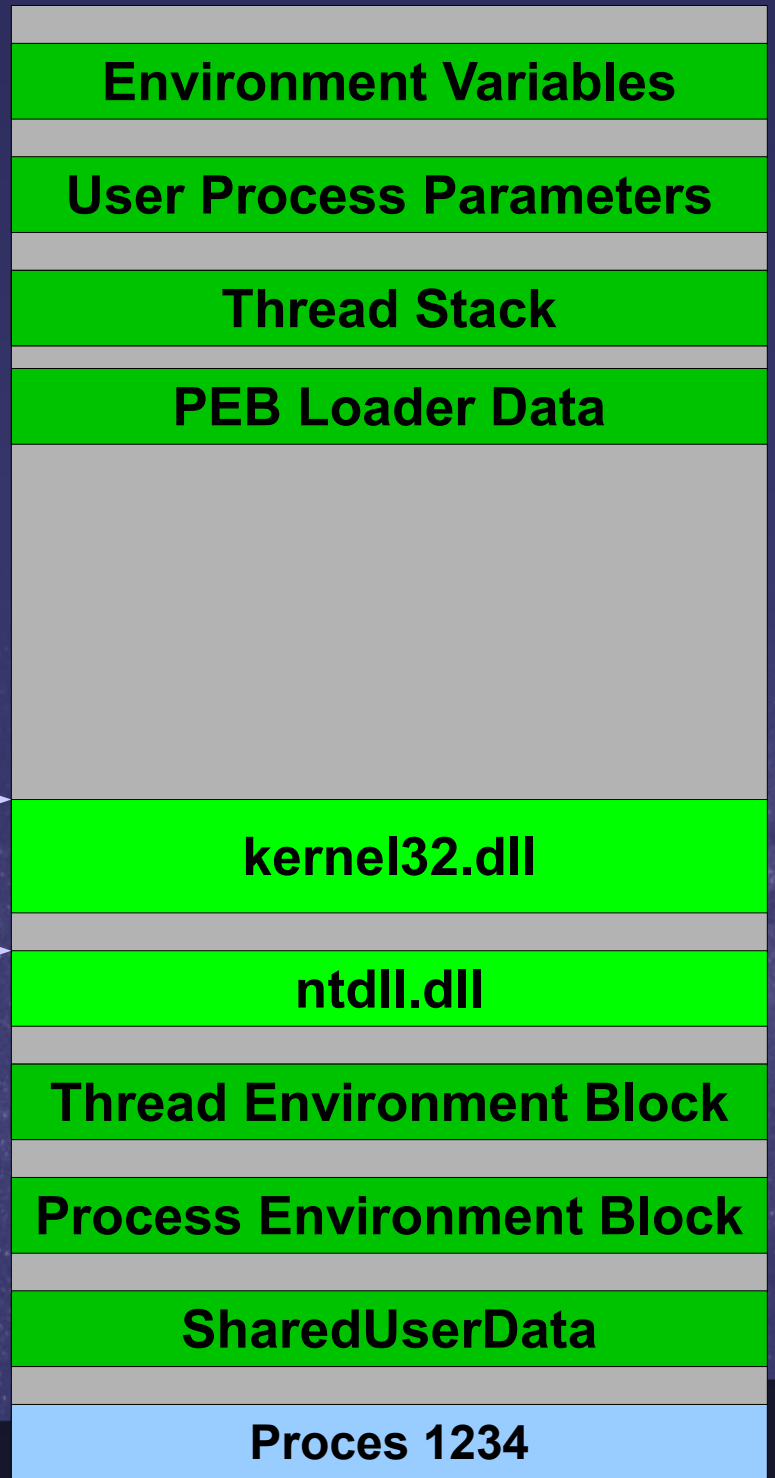 Environment Variables
User Process Parameters
Thread Stack
PEB Loader Data
kernel32.dll
ntdll.dll
Thread Environment Block
Process Environment Block
SharedUserData
Proces 1234